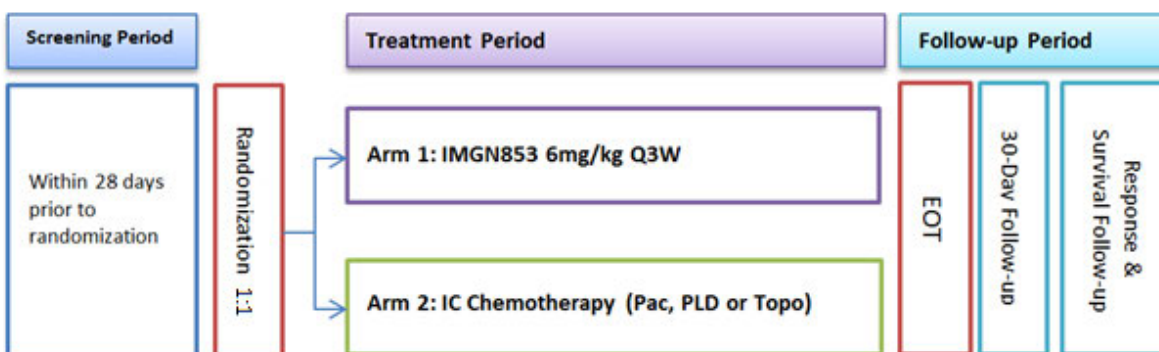 Screening Period
Treatment Period
Follow-up Period
Within 28 days
prior to
randomization
Randomization 1:1
Arm 1: IMGN853 6mg/kg Q3W
Arm 2: IC Chemotherapy (Pac, PLD or Topo)
EOT
30-Day Follow-up
Response &
Survival Follow-up